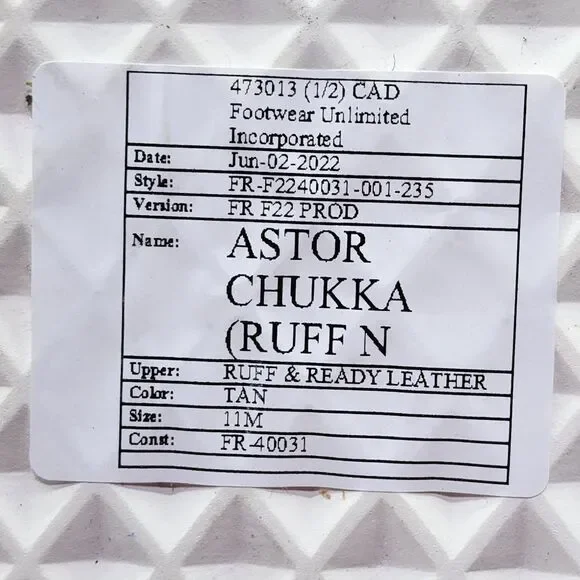 473013 (1/2) CAD
Footwear Unlimited
Incorporated
Date: Jun-02-2022
Style: FR-F2240031-001-235
Version: FR F22 PROD
Name: ASTOR
CHUKKA
(RUFF N
Upper: RUFF & READY LEATHER
Color: TAN
Size: 11M
Const: FR-40031